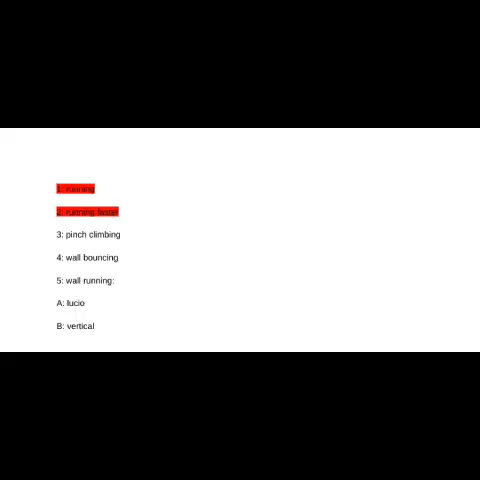 1: running
2: running faster
3: pinch climbing
4: wall bouncing
5: wall running:
A: lucio
B: vertical